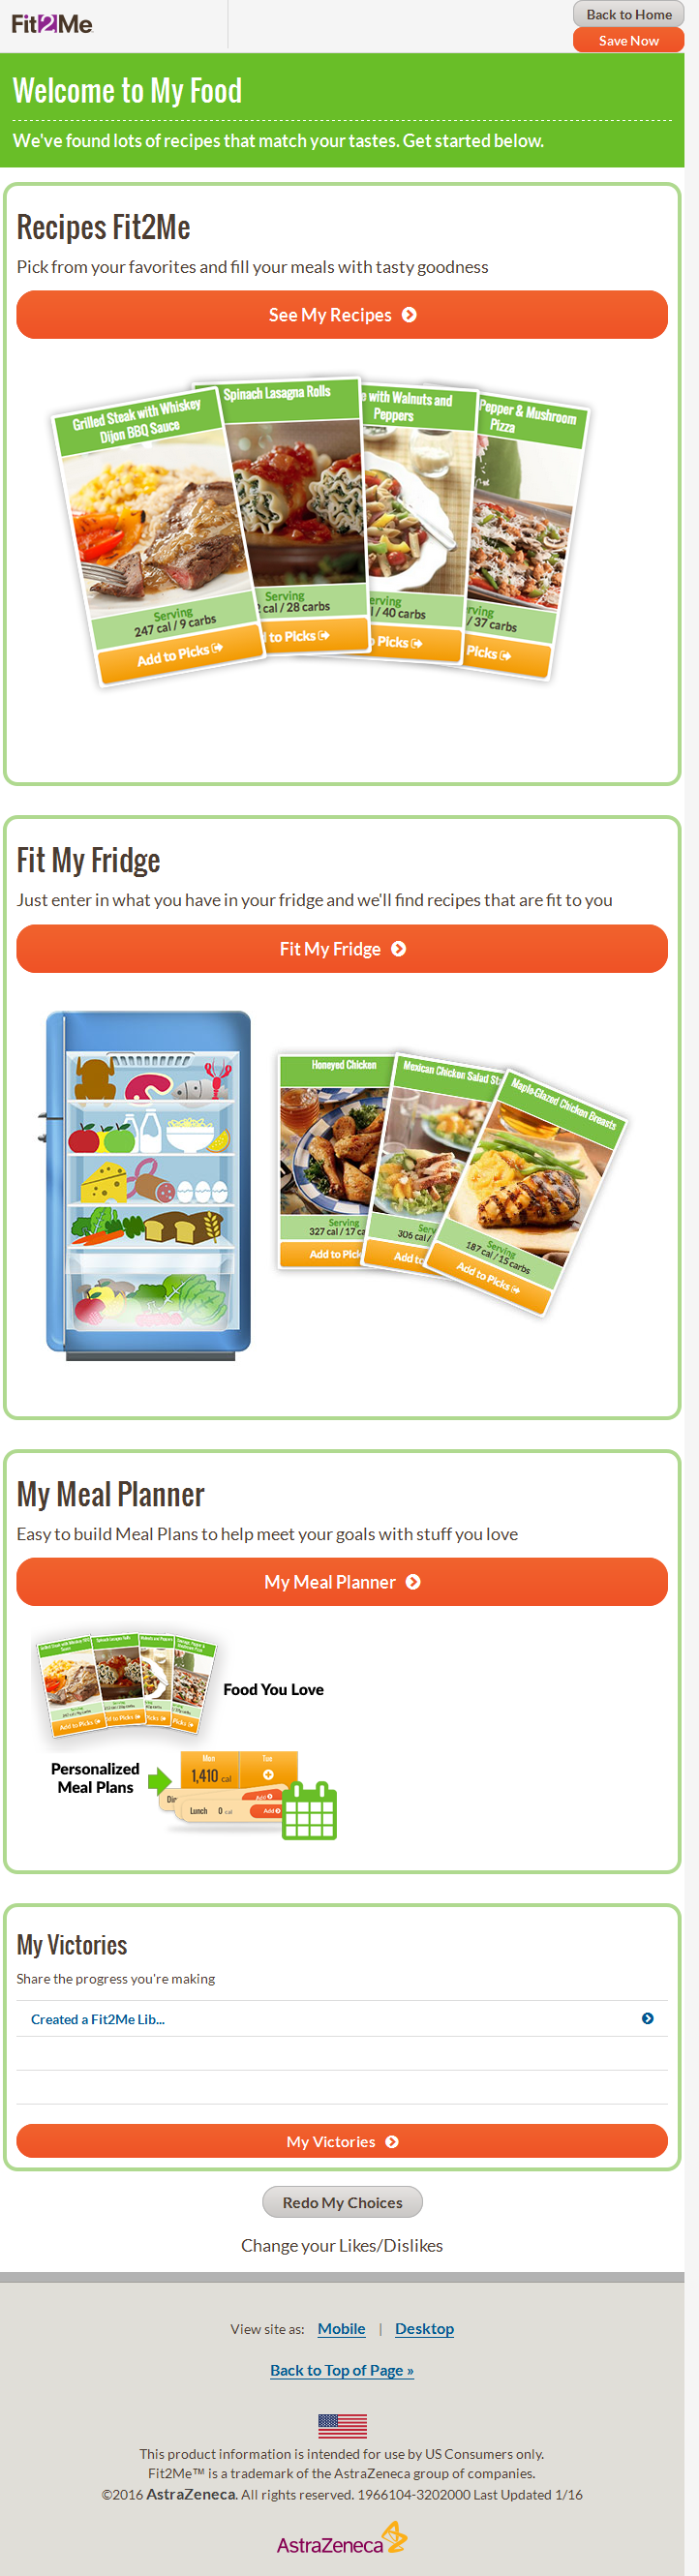 Fit2Me
Back to Home
Save Now
Welcome to My Food
We've found lots of recipes that match your tastes. Get started below.
Recipes Fit2Me
Pick from your favorites and fill your meals with tasty goodness
See My Recipes
Grilled Steak with Whiskey
Dijon BBQ Sauce
Serving
247 cal / 9 carbs
Add to Picks
Spinach Lasagna Rolls
Serving
cal / 28 carbs
to Picks
with Walnuts and
Peppers
/ 40 carbs
Picks
Pepper & Mushroom
Pizza
/ 37 carbs
Picks
Fit My Fridge
Just enter in what you have in your fridge and we'll find recipes that are fit to you
Fit My Fridge
Honeyed Chicken
Serving
327 cal / 17 ca
Add to Pick
Mexican Chicken Salad St
306 cal /
Add to
Maple-Glazed Chicken Breasts
Serving
187 cal / 15 carbs
Add to Picks
My Meal Planner
Easy to build Meal Plans to help meet your goals with stuff you love
My Meal Planner
Food You Love
Personalized
Meal Plans
Mon
1,410 cal
Tue
Add
Lunch 0 cal
Add
My Victories
Share the progress you're making
Created a Fit2Me Lib...
My Victories
Redo My Choices
Change your Likes/Dislikes
View site as: Mobile | Desktop
Back to Top of Page »
This product information is intended for use by US Consumers only.
Fit2Me™ is a trademark of the AstraZeneca group of companies.
©2016 AstraZeneca. All rights reserved. 1966104-3202000 Last Updated 1/16
AstraZeneca